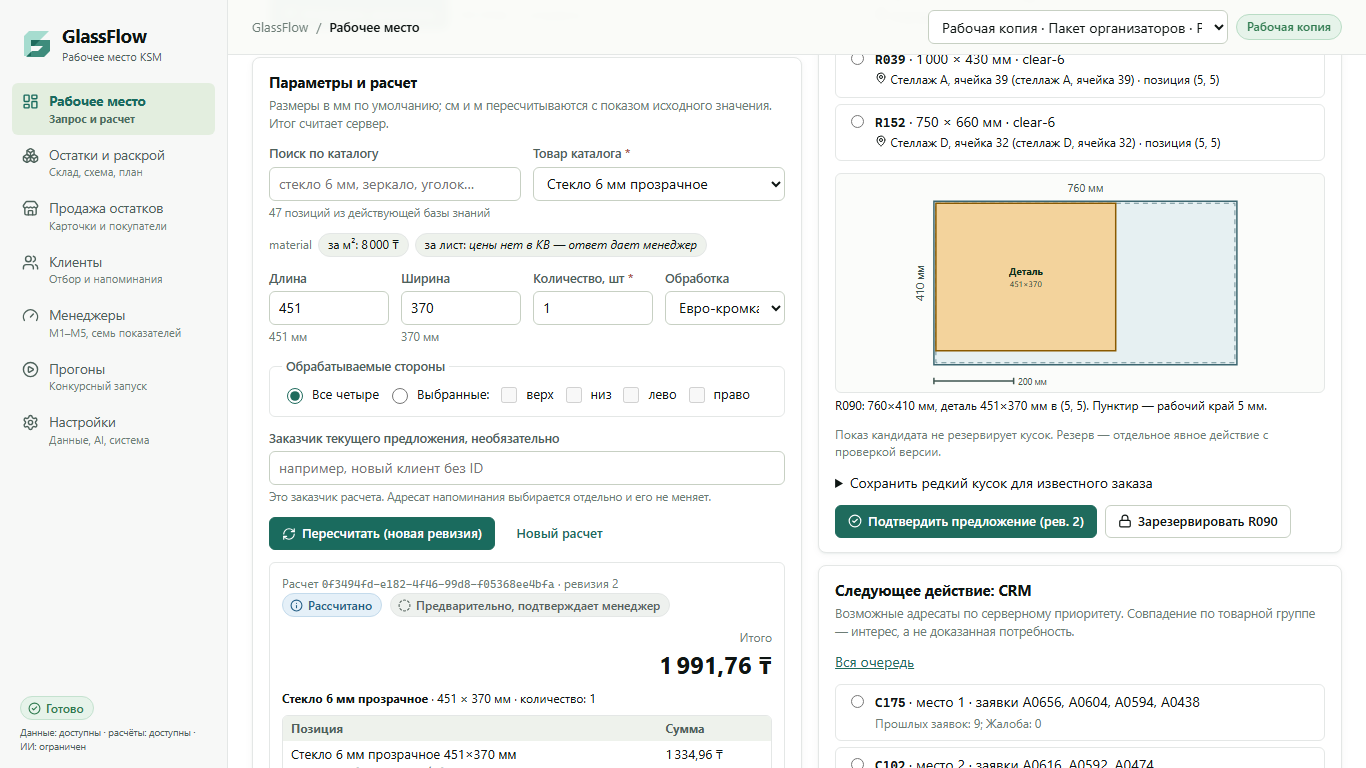 GlassFlow
Рабочее место KSM
Рабочее место
Запрос и расчет
Остатки и раскрой
Склад, схема, план
Продажа остатков
Карточки и покупатели
Клиенты
Отбор и напоминания
Менеджеры
M1–M5, семь показателей
Прогоны
Конкурсный запуск
Настройки
Данные, AI, система
Готово
Данные: доступны · расчёты: доступны ·
ИИ: ограничен
GlassFlow / Рабочее место
Рабочая копия · Пакет организаторов · Р
Рабочая копия
Параметры и расчет
Размеры в мм по умолчанию; см и м пересчитываются с показом исходного значения.
Итог считает сервер.
Поиск по каталогу
Товар каталога *
стекло 6 мм, зеркало, уголок...
Стекло 6 мм прозрачное
47 позиций из действующей базы знаний
material за м²: 8 000 ₸ за лист: цены нет в KB — ответ дает менеджер
Длина Ширина Количество, шт * Обработка
451 370 1 Евро-кромка
451 мм 370 мм
Обрабатываемые стороны
Все четыре Выбранные: верх низ лево право
Заказчик текущего предложения, необязательно
например, новый клиент без ID
Это заказчик расчета. Адресат напоминания выбирается отдельно и его не меняет.
Пересчитать (новая ревизия) Новый расчет
Расчет 0f3494fd-e182-4f46-99d8-f05368ee4bfa · ревизия 2
Рассчитано Предварительно, подтверждает менеджер
Итого
1 991,76 ₸
Стекло 6 мм прозрачное · 451 × 370 мм · количество: 1
Позиция Сумма
Стекло 6 мм прозрачное 451×370 мм 1 334,96 ₸
R039 · 1 000 × 430 мм · clear-6
Стеллаж A, ячейка 39 (стеллаж A, ячейка 39) · позиция (5, 5)
R152 · 750 × 660 мм · clear-6
Стеллаж D, ячейка 32 (стеллаж D, ячейка 32) · позиция (5, 5)
760 мм
410 мм
Деталь
451×370
200 мм
R090: 760×410 мм, деталь 451×370 мм в (5, 5). Пунктир — рабочий край 5 мм.
Показ кандидата не резервирует кусок. Резерв — отдельное явное действие с
проверкой версии.
Сохранить редкий кусок для известного заказа
Подтвердить предложение (рев. 2) Зарезервировать R090
Следующее действие: CRM
Возможные адресаты по серверному приоритету. Совпадение по товарной группе
— интерес, а не доказанная потребность.
Вся очередь
C175 · место 1 · заявки A0656, A0604, A0594, A0438
Прошлых заявок: 9; Жалоба: 0
C102 · место 2 · заявки A0616, A0592, A0474